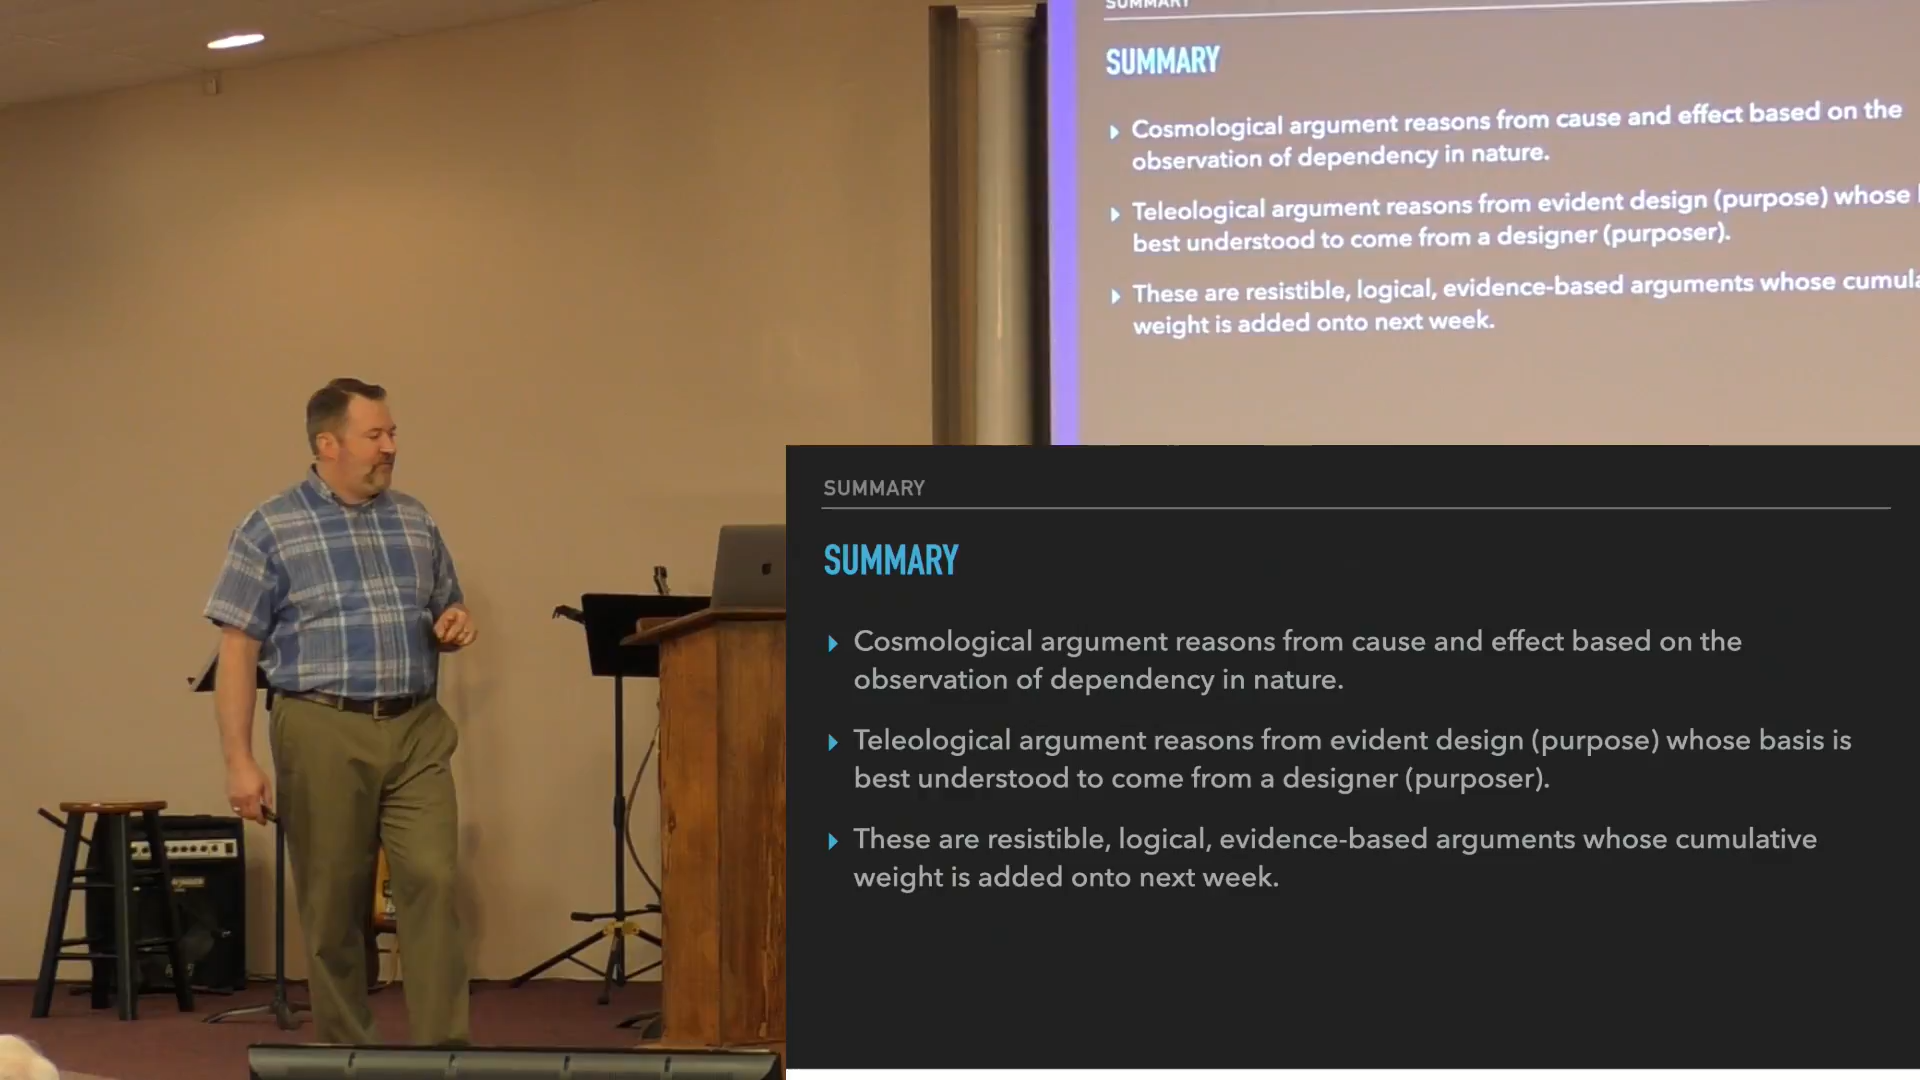 SUMMARY
SUMMARY
Cosmological argument reasons from cause and effect based on the
observation of dependency in nature.
Teleological argument reasons from evident design (purpose) whose
best understood to come from a designer (purposer).
These are resistible, logical, evidence-based arguments whose cumula
weight is added onto next week.
SUMMARY
SUMMARY
Cosmological argument reasons from cause and effect based on the
observation of dependency in nature.
Teleological argument reasons from evident design (purpose) whose basis is
best understood to come from a designer (purposer).
These are resistible, logical, evidence-based arguments whose cumulative
weight is added onto next week.